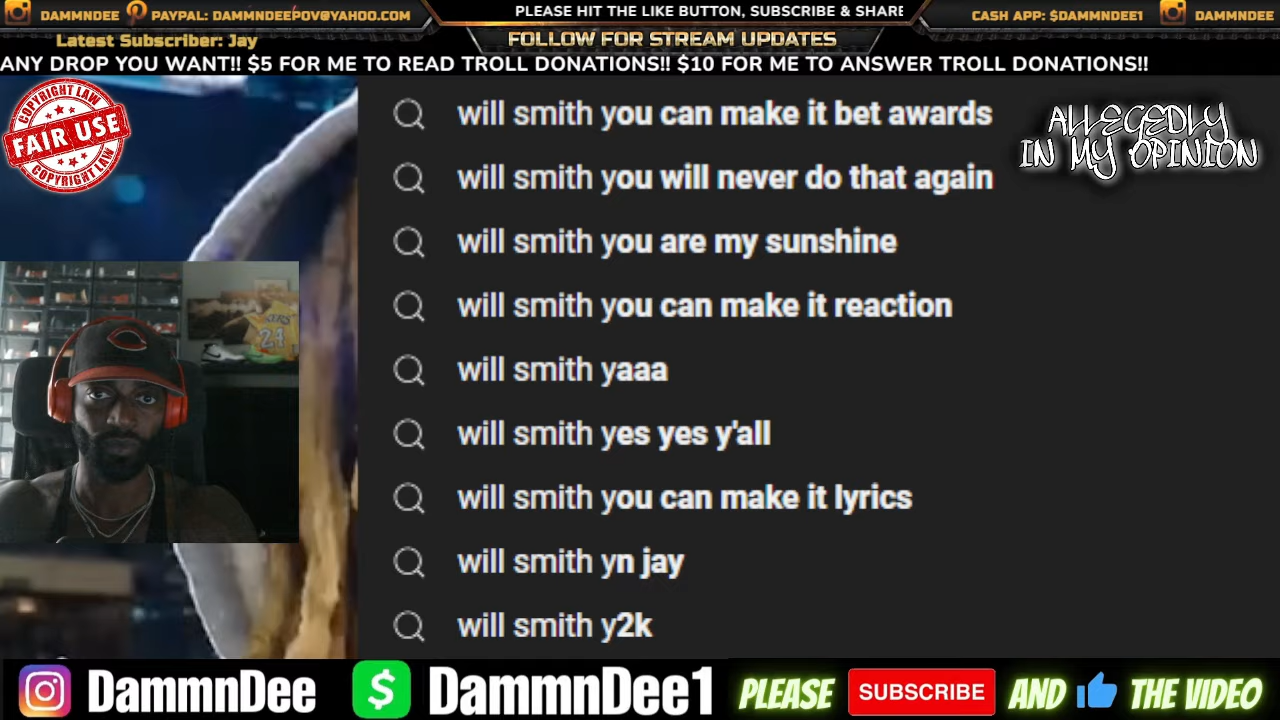 DAMMNDEE PAYPAL: DAMMNDEEPOV@YAHOO.COM
PLEASE HIT THE LIKE BUTTON, SUBSCRIBE & SHARE
CASH APP: $DAMMNDEE1 DAMMNDEE
Latest Subscriber: Jay
FOLLOW FOR STREAM UPDATES
ANY DROP YOU WANT!! $5 FOR ME TO READ TROLL DONATIONS!! $10 FOR ME TO ANSWER TROLL DONATIONS!!
COPYRIGHT LAW
FAIR USE
COPYRIGHT LAW
ALLEGEDLY
IN MY OPINION
will smith you can make it bet awards
will smith you will never do that again
will smith you are my sunshine
will smith you can make it reaction
will smith yaaa
will smith yes yes y'all
will smith you can make it lyrics
will smith yn jay
will smith y2k
24
DammnDee $ DammnDee1 PLEASE SUBSCRIBE AND THE VIDEO